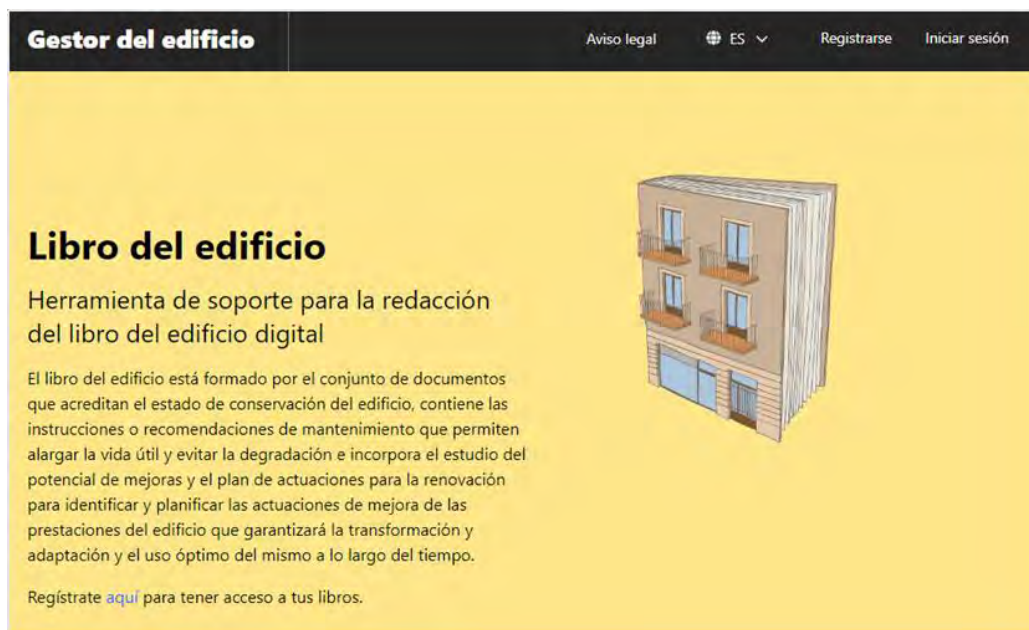 Gestor del edificio
Aviso legal
ES
Registrarse
Iniciar sesión
Libro del edificio
Herramienta de soporte para la redacción
del libro del edificio digital
El libro del edificio está formado por el conjunto de documentos
que acreditan el estado de conservación del edificio, contiene las
instrucciones o recomendaciones de mantenimiento que permiten
alargar la vida útil y evitar la degradación e incorpora el estudio del
potencial de mejoras y el plan de actuaciones para la renovación
para identificar y planificar las actuaciones de mejora de las
prestaciones del edificio que garantizará la transformación y
adaptación y el uso óptimo del mismo a lo largo del tiempo.
Regístrate aquí para tener acceso a tus libros.